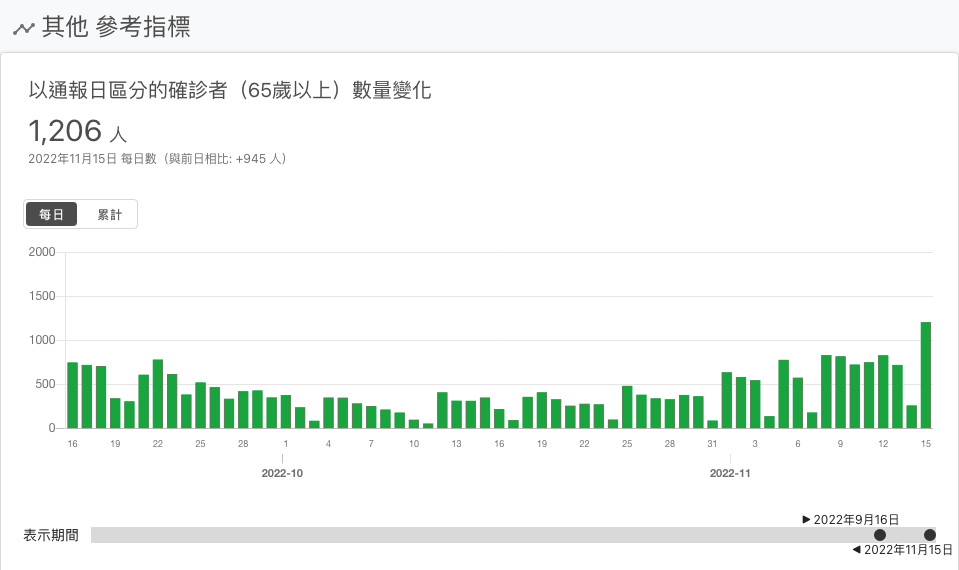 其他 參考指標
以通報日區分的確診者（65歲以上）數量變化
1,206 人
2022年11月15日 每日數（與前日相比: +945 人）
每日 累計
2000
1500
1000
500
0
16 19 22 25 28 1 4 7 10 13 16 19 22 25 28 31 3 6 9 12 15
2022-10 2022-11
2022年9月16日
表示期間
2022年11月15日